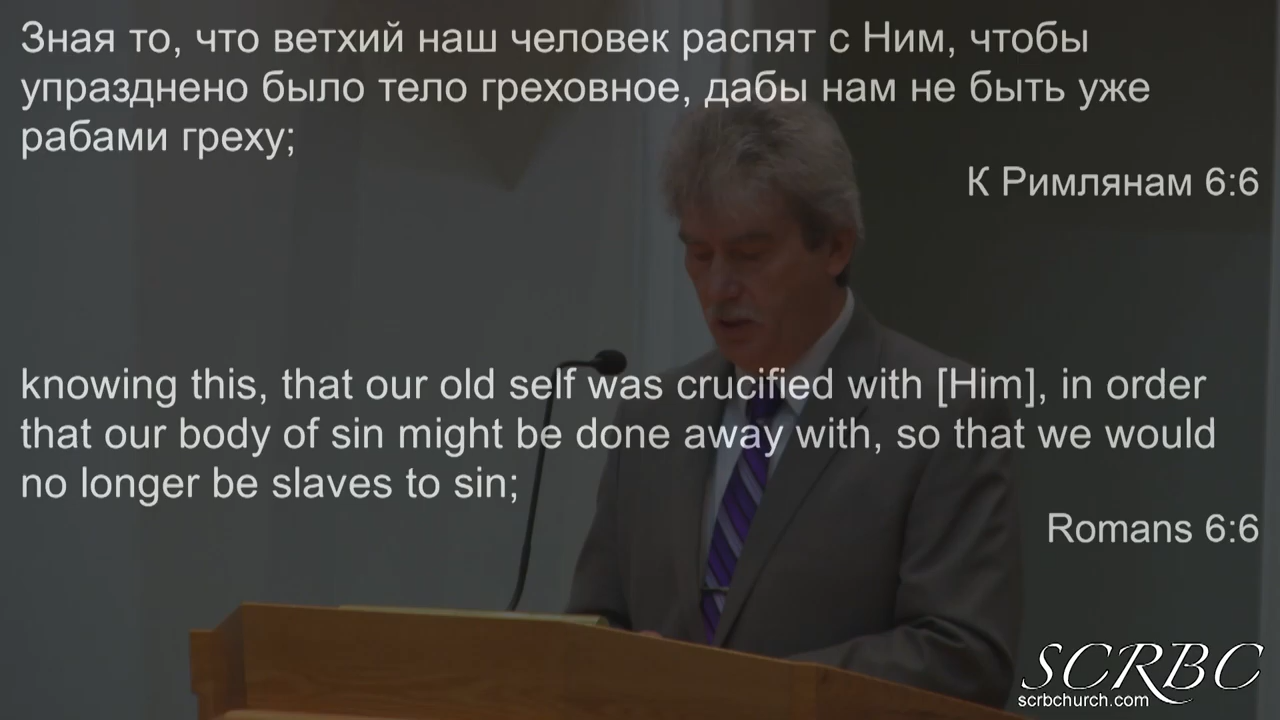 Зная то, что ветхий наш человек распят с Ним, чтобы
упразднено было тело греховное, дабы нам не быть уже
рабами греху;
К Римлянам 6:6
knowing this, that our old self was crucified with [Him], in order
that our body of sin might be done away with, so that we would
no longer be slaves to sin;
Romans 6:6
SCRBC
scrbchurch.com